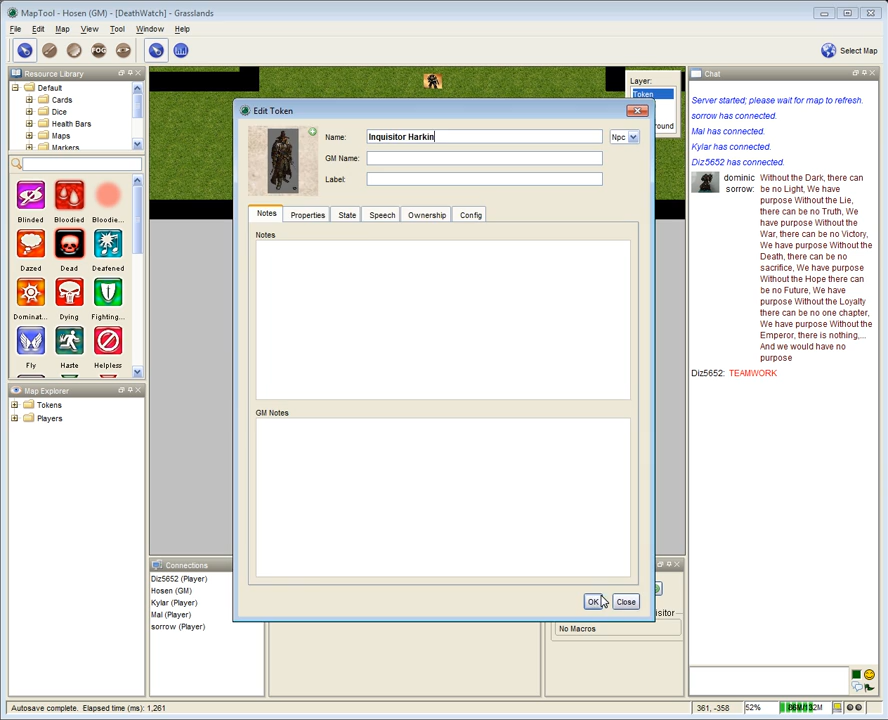 MapTool - Hosen (GM) - [DeathWatch] - Grasslands
File Edit Map View Tool Window Help
FOG
Select Map
Resource Library
Default
Cards
Dice
Health Bars
Maps
Markers
Blinded Bloodied Bloodie...
Dazed Dead Deafened
Dominat... Dying Fighting...
Fly Haste Helpless
Map Explorer
Tokens
Players
Layer:
Token
Edit Token
Name: Inquisitor Harkin
Npc
GM Name:
Label:
Notes Properties State Speech Ownership Config
Notes
GM Notes
OK Close
Connections
Diz5652 (Player)
Hosen (GM)
Kylar (Player)
Mal (Player)
sorrow (Player)
No Macros
Chat
Server started; please wait for map to refresh.
sorrow has connected.
Mal has connected.
Kylar has connected.
Diz5652 has connected.
dominic sorrow: Without the Dark, there can
be no Light, We have
purpose Without the Lie,
there can be no Truth, We
have purpose Without the
War, there can be no Victory,
We have purpose Without the
Death, there can be no
sacrifice, We have purpose
Without the Hope there can
be no Future, We have
purpose Without the Loyalty
there can be no one chapter,
We have purpose Without the
Emperor, there is nothing,...
And we would have no
purpose
Diz5652: TEAMWORK
Autosave complete. Elapsed time (ms): 1,261
361, -358 52% 86M/132M